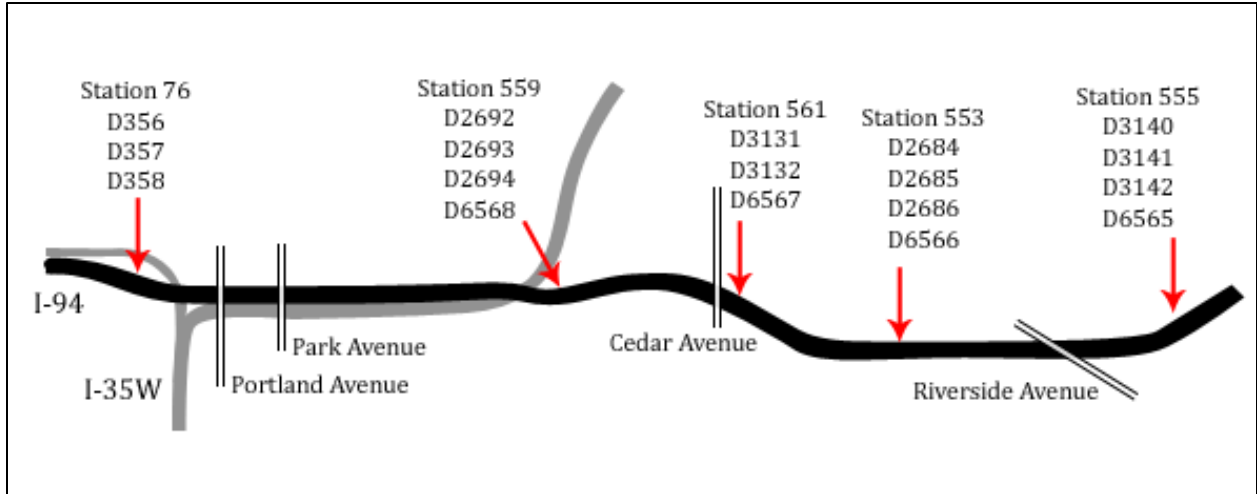 Station 76
D356
D357
D358
Station 559
D2692
D2693
D2694
D6568
Station 561
D3131
D3132
D6567
Station 553
D2684
D2685
D2686
D6566
Station 555
D3140
D3141
D3142
D6565
I-94
I-35W
Park Avenue
Portland Avenue
Cedar Avenue
Riverside Avenue